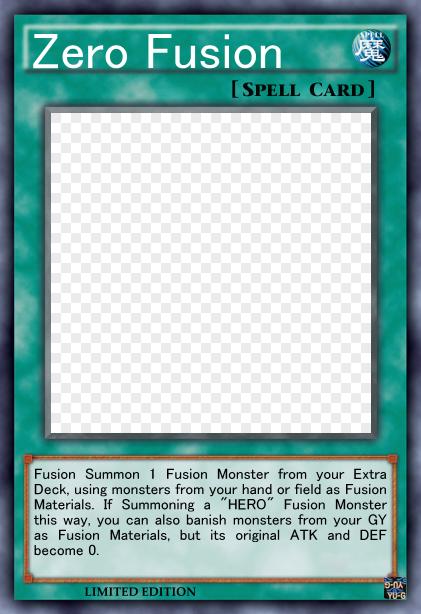 Zero Fusion
SPELL
魔
[ SPELL CARD ]
Fusion Summon 1 Fusion Monster from your Extra
Deck, using monsters from your hand or field as Fusion
Materials. If Summoning a "HERO" Fusion Monster
this way, you can also banish monsters from your GY
as Fusion Materials, but its original ATK and DEF
become 0.
LIMITED EDITION